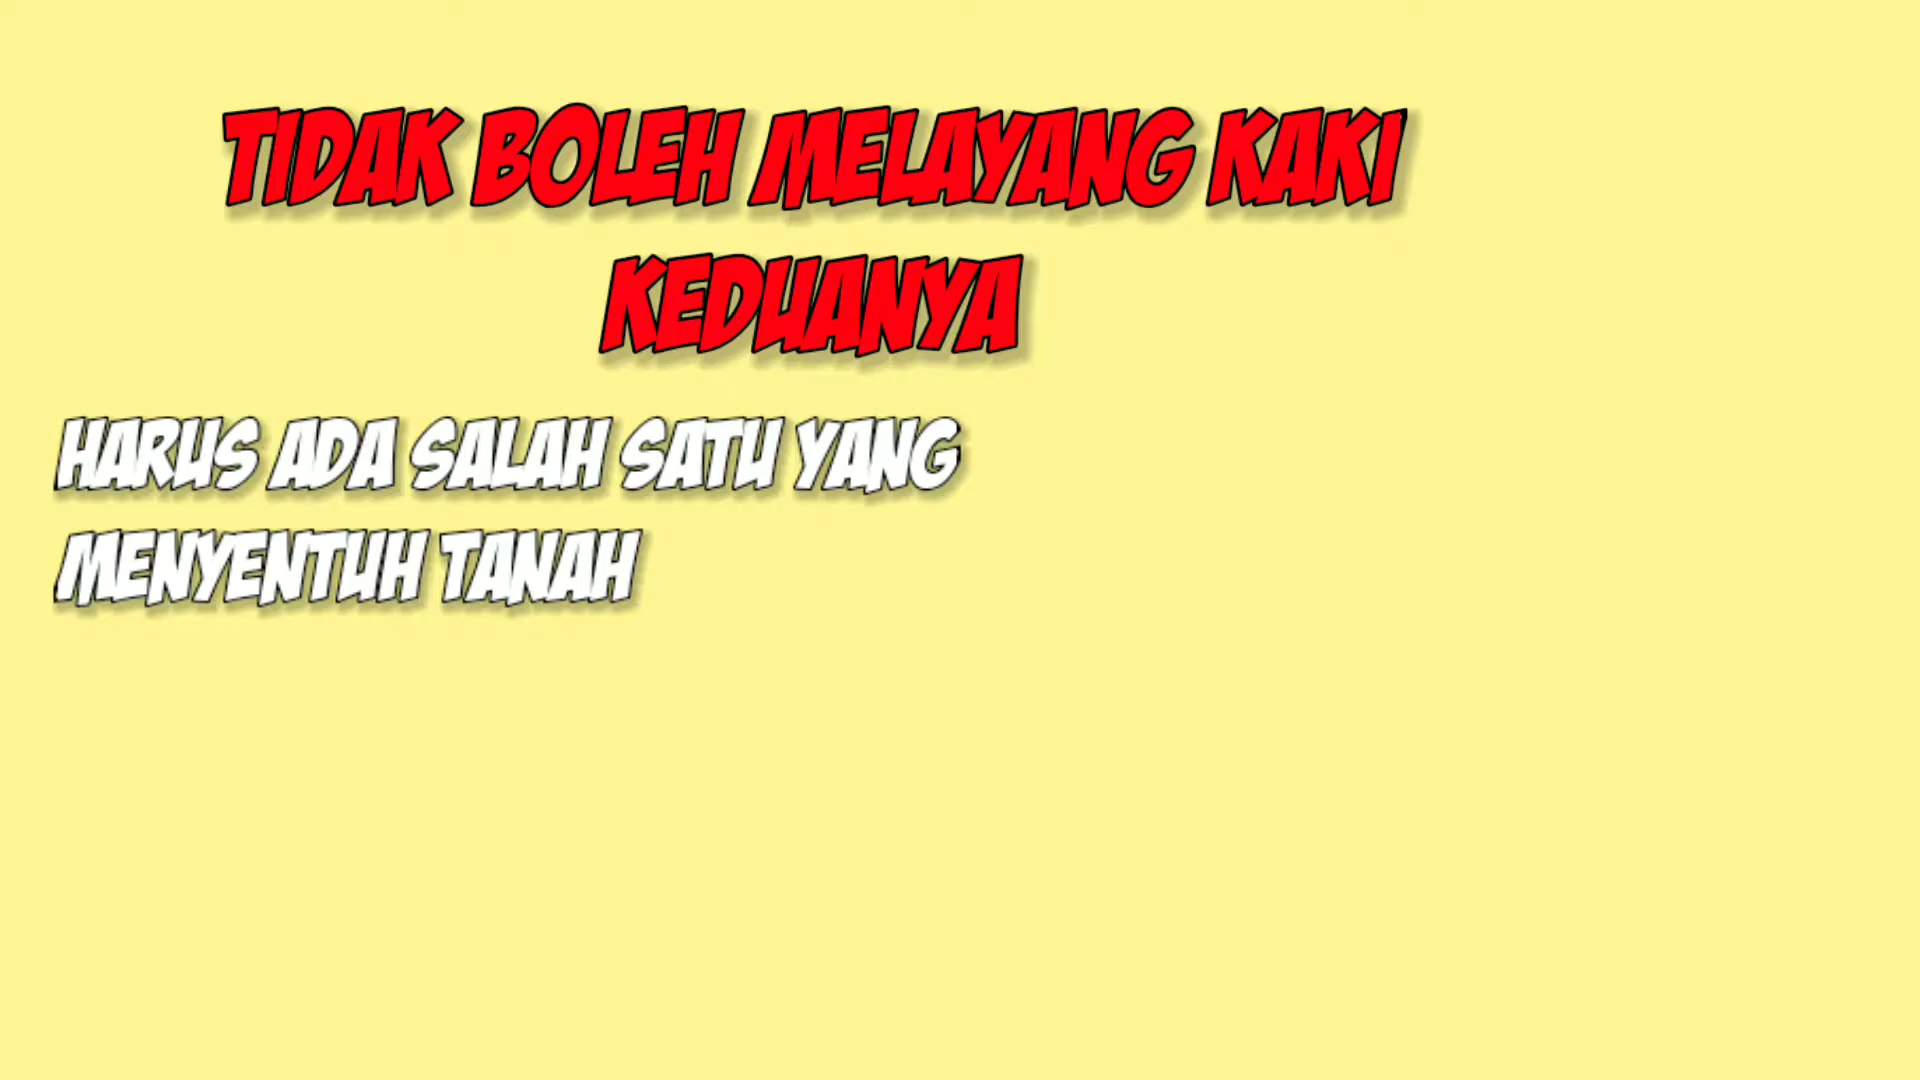 TIDAK BOLEH MELAYANG KAKI
KEDUANYA
HARUS ADA SALAH SATU YANG
MENYENTUH TANAH